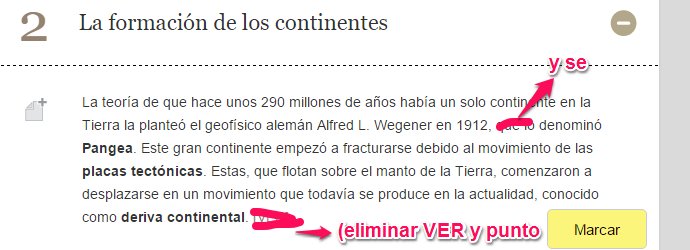 2 La formación de los continentes
y se
La teoría de que hace unos 290 millones de años había un solo continente en la
Tierra la planteó el geofísico alemán Alfred L. Wegener en 1912, que lo denominó
Pangea. Este gran continente empezó a fracturarse debido al movimiento de las
placas tectónicas. Estas, que flotan sobre el manto de la Tierra, comenzaron a
desplazarse en un movimiento que todavía se produce en la actualidad, conocido
como deriva continental.
(eliminar VER y punto
Marcar